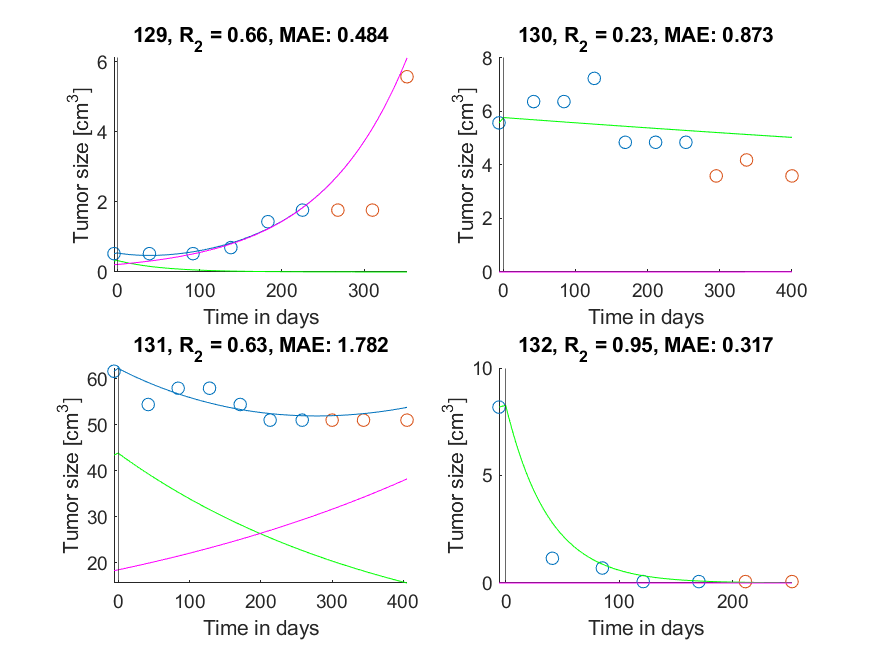 129, R₂ = 0.66, MAE: 0.484
Tumor size [cm³]
6
4
2
0
0 100 200 300
Time in days
130, R₂ = 0.23, MAE: 0.873
Tumor size [cm³]
8
6
4
2
0
0 100 200 300 400
Time in days
131, R₂ = 0.63, MAE: 1.782
Tumor size [cm³]
60
50
40
30
20
0 100 200 300 400
Time in days
132, R₂ = 0.95, MAE: 0.317
Tumor size [cm³]
10
5
0
0 200
Time in days